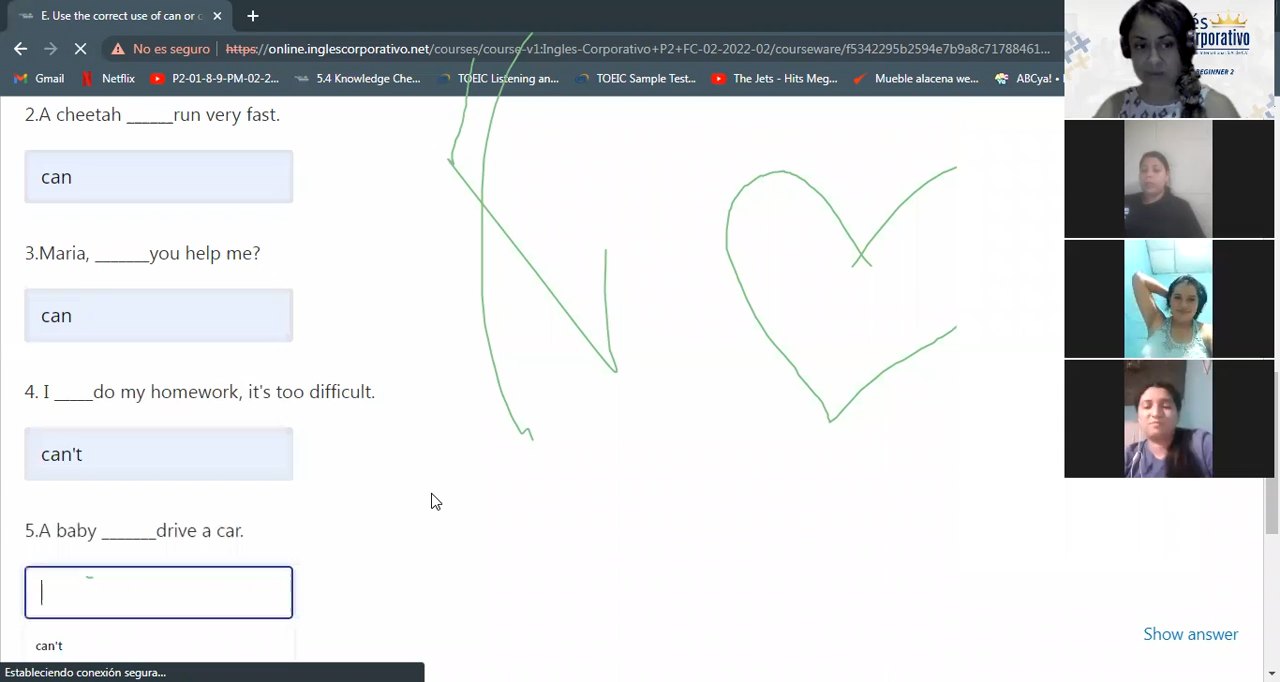 E. Use the correct use of can or c
No es seguro
https://online.inglescorporativo.net/courses/course-v1:Ingles-Corporativo+P2+FC-02-2022-02/courseware/f5342295b2594e7b9a8c71788461...
Gmail
Netflix
P2-01-8-9-PM-02-2...
5.4 Knowledge Che...
TOEIC Listening an...
TOEIC Sample Test...
The Jets - Hits Meg...
Mueble alacena we...
ABCya! •
és
rporativo
BEGINNER 2
2.A cheetah ______run very fast.
can
3.Maria, _______you help me?
can
4. I _____do my homework, it's too difficult.
can't
5.A baby _______drive a car.
can't
Show answer
Estableciendo conexión segura...